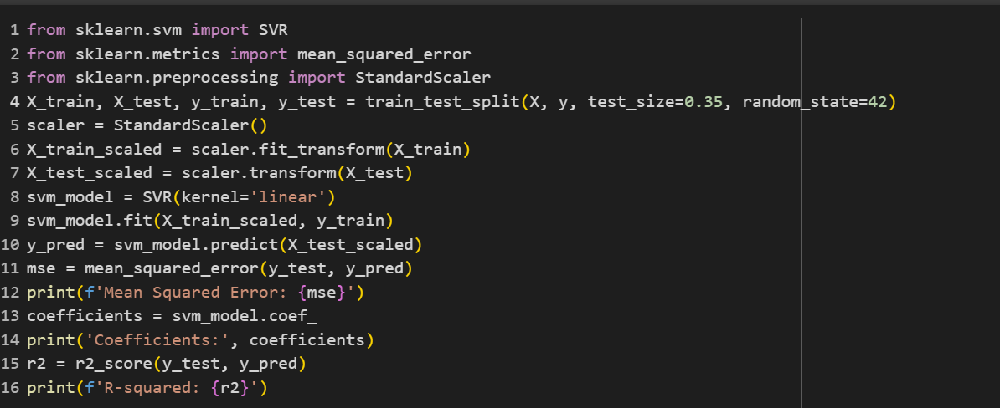 1 from sklearn.svm import SVR
2 from sklearn.metrics import mean_squared_error
3 from sklearn.preprocessing import StandardScaler
4 X_train, X_test, y_train, y_test = train_test_split(X, y, test_size=0.35, random_state=42)
5 scaler = StandardScaler()
6 X_train_scaled = scaler.fit_transform(X_train)
7 X_test_scaled = scaler.transform(X_test)
8 svm_model = SVR(kernel='linear')
9 svm_model.fit(X_train_scaled, y_train)
10 y_pred = svm_model.predict(X_test_scaled)
11 mse = mean_squared_error(y_test, y_pred)
12 print(f'Mean Squared Error: {mse}')
13 coefficients = svm_model.coef_
14 print('Coefficients:', coefficients)
15 r2 = r2_score(y_test, y_pred)
16 print(f'R-squared: {r2}')